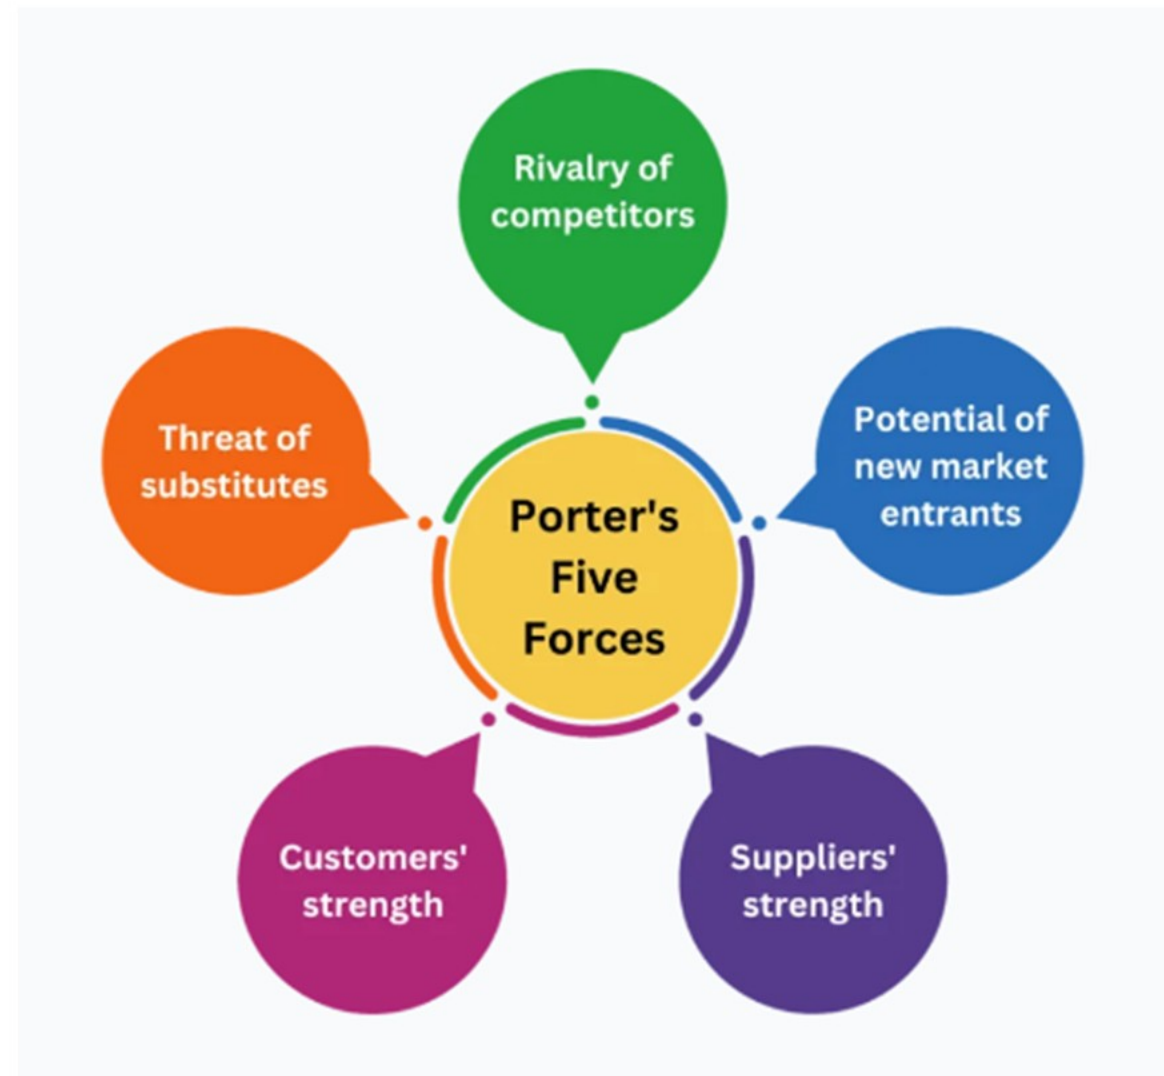 Rivalry of
competitors
Threat of
substitutes
Potential of
new market
entrants
Porter's
Five
Forces
Customers'
strength
Suppliers'
strength